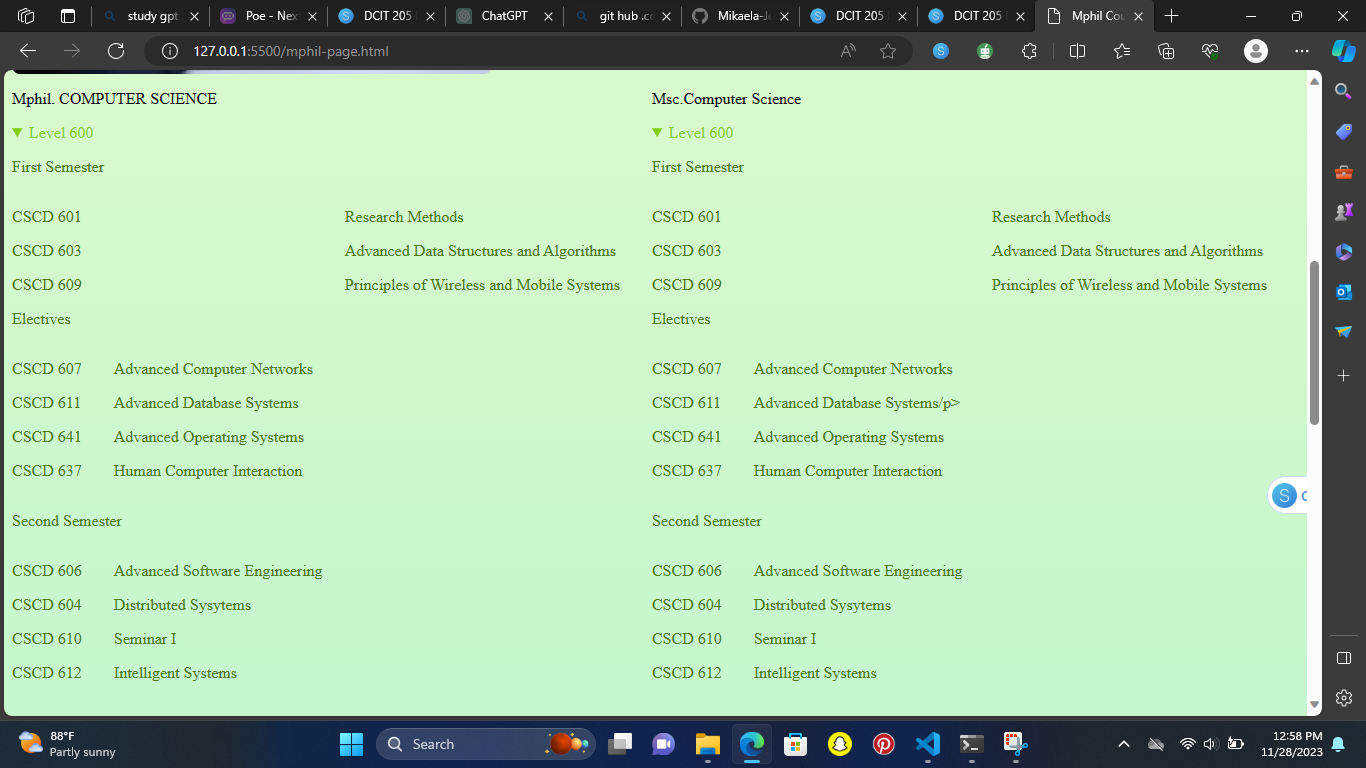 study gpt
Poe - Nex
DCIT 205
ChatGPT
git hub .co
Mikaela-Je
DCIT 205
DCIT 205
Mphil Cou
127.0.0.1:5500/mphil-page.html
Mphil. COMPUTER SCIENCE
Level 600
First Semester
CSCD 601 Research Methods
CSCD 603 Advanced Data Structures and Algorithms
CSCD 609 Principles of Wireless and Mobile Systems
Electives
CSCD 607 Advanced Computer Networks
CSCD 611 Advanced Database Systems
CSCD 641 Advanced Operating Systems
CSCD 637 Human Computer Interaction
Second Semester
CSCD 606 Advanced Software Engineering
CSCD 604 Distributed Sysytems
CSCD 610 Seminar I
CSCD 612 Intelligent Systems
Msc.Computer Science
Level 600
First Semester
CSCD 601 Research Methods
CSCD 603 Advanced Data Structures and Algorithms
CSCD 609 Principles of Wireless and Mobile Systems
Electives
CSCD 607 Advanced Computer Networks
CSCD 611 Advanced Database Systems/p>
CSCD 641 Advanced Operating Systems
CSCD 637 Human Computer Interaction
Second Semester
CSCD 606 Advanced Software Engineering
CSCD 604 Distributed Sysytems
CSCD 610 Seminar I
CSCD 612 Intelligent Systems
88°F
Partly sunny
Search
12:58 PM
11/28/2023